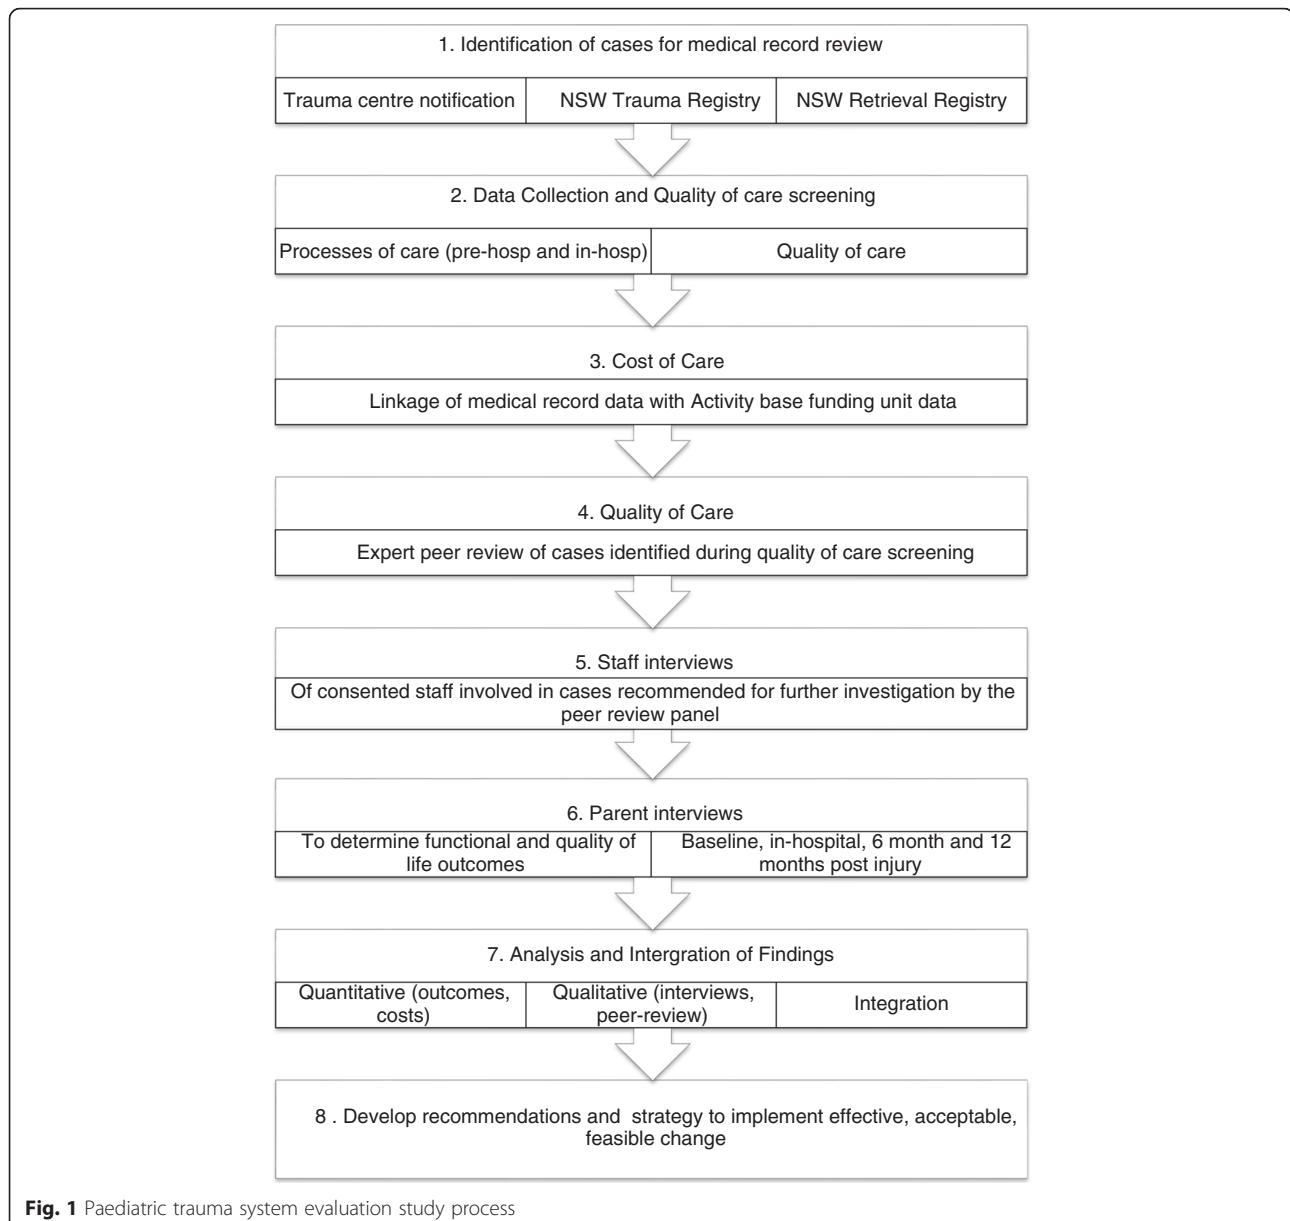 1. Identification of cases for medical record review
Trauma centre notification
NSW Trauma Registry
NSW Retrieval Registry
2. Data Collection and Quality of care screening
Processes of care (pre-hosp and in-hosp)
Quality of care
3. Cost of Care
Linkage of medical record data with Activity base funding unit data
4. Quality of Care
Expert peer review of cases identified during quality of care screening
5. Staff interviews
Of consented staff involved in cases recommended for further investigation by the
peer review panel
6. Parent interviews
To determine functional and quality of
life outcomes
Baseline, in-hospital, 6 month and 12
months post injury
7. Analysis and Intergration of Findings
Quantitative (outcomes,
costs)
Qualitative (interviews,
peer-review)
Integration
8 . Develop recommendations and strategy to implement effective, acceptable,
feasible change
Fig. 1 Paediatric trauma system evaluation study process